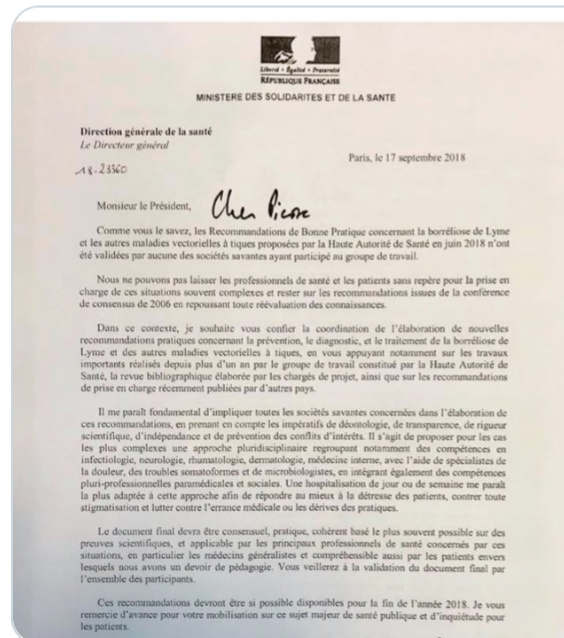 Liberté • Égalité • Fraternité
RÉPUBLIQUE FRANÇAISE
MINISTERE DES SOLIDARITES ET DE LA SANTE
Direction générale de la santé
Le Directeur général
18-23360
Paris, le 17 septembre 2018
Monsieur le Président, Cher Pierre
Comme vous le savez, les Recommandations de Bonne Pratique concernant la borréliose de Lyme
et les autres maladies vectorielles à tiques proposées par la Haute Autorité de Santé en juin 2018 n'ont
été validées par aucune des sociétés savantes ayant participé au groupe de travail.
Nous ne pouvons pas laisser les professionnels de santé et les patients sans repère pour la prise en
charge de ces situations souvent complexes et rester sur les recommandations issues de la conférence
de consensus de 2006 en repoussant toute réévaluation des connaissances.
Dans ce contexte, je souhaite vous confier la coordination de l'élaboration de nouvelles
recommandations pratiques concernant la prévention, le diagnostic, et le traitement de la borréliose de
Lyme et des autres maladies vectorielles à tiques, en vous appuyant notamment sur les travaux
importants réalisés depuis plus d'un an par le groupe de travail constitué par la Haute Autorité de
Santé, la revue bibliographique élaborée par les chargés de projet, ainsi que sur les recommandations
de prise en charge récemment publiées par d'autres pays.
Il me paraît fondamental d'impliquer toutes les sociétés savantes concernées dans l'élaboration de
ces recommandations, en prenant en compte les impératifs de déontologie, de transparence, de rigueur
scientifique, d'indépendance et de prévention des conflits d'intérêts. Il s'agit de proposer pour les cas
les plus complexes une approche pluridisciplinaire regroupant notamment des compétences en
infectiologie, neurologie, rhumatologie, dermatologie, médecine interne, avec l'aide de spécialistes de
la douleur, des troubles somatoformes et de microbiologistes, en intégrant également des compétences
pluri-professionnelles paramédicales et sociales. Une hospitalisation de jour ou de semaine me paraît
la plus adaptée à cette approche afin de répondre au mieux à la détresse des patients, contrer toute
stigmatisation et lutter contre l'errance médicale ou les dérives des pratiques.
Le document final devra être consensuel, pratique, cohérent basé le plus souvent possible sur des
preuves scientifiques, et applicable par les principaux professionnels de santé concernés par ces
situations, en particulier les médecins généralistes et compréhensible aussi par les patients envers
lesquels nous avons un devoir de pédagogie. Vous veillerez à la validation du document final par
l'ensemble des participants.
Ces recommandations devront être si possible disponibles pour la fin de l'année 2018. Je vous
remercie d'avance pour votre mobilisation sur ce sujet majeur de santé publique et d'inquiétude pour
les patients.